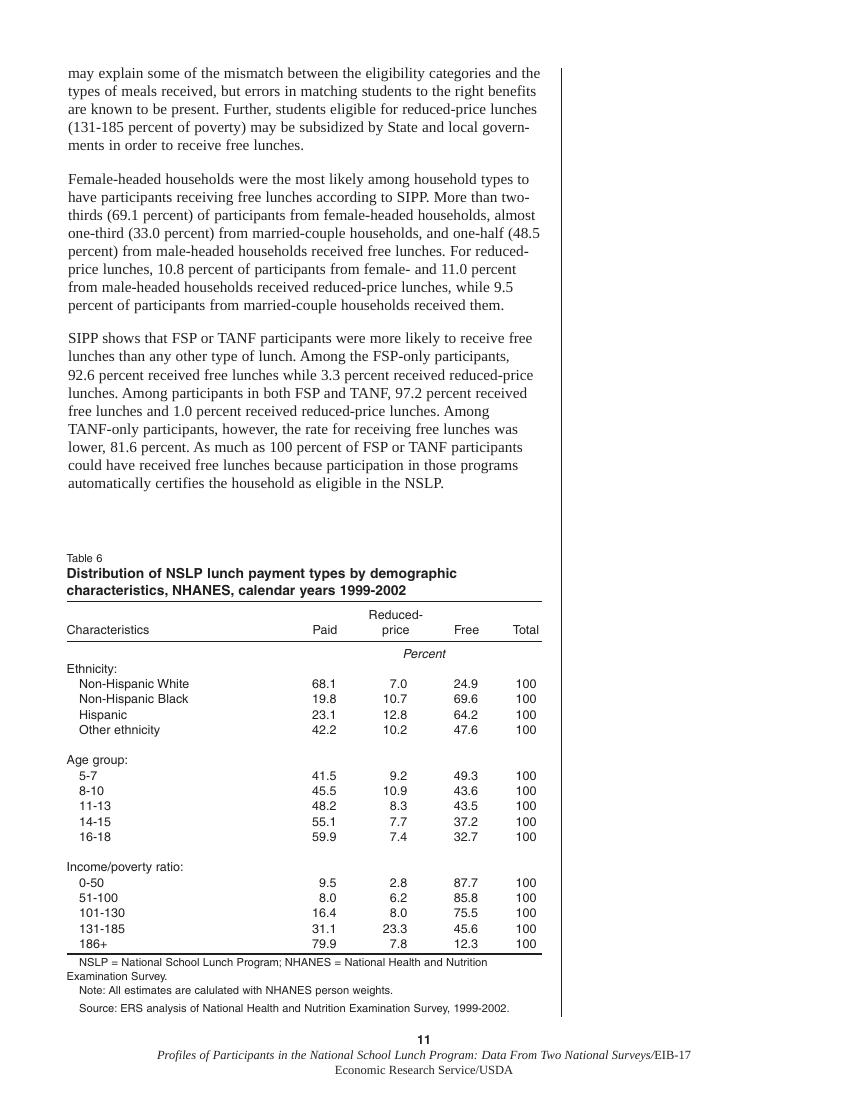 may explain some of the mismatch between the eligibility categories and the
types of meals received, but errors in matching students to the right benefits
are known to be present. Further, students eligible for reduced-price lunches
(131-185 percent of poverty) may be subsidized by State and local govern-
ments in order to receive free lunches.
Female-headed households were the most likely among household types to
have participants receiving free lunches according to SIPP. More than two-
thirds (69.1 percent) of participants from female-headed households, almost
one-third (33.0 percent) from married-couple households, and one-half (48.5
percent) from male-headed households received free lunches. For reduced-
price lunches, 10.8 percent of participants from female- and 11.0 percent
from male-headed households received reduced-price lunches, while 9.5
percent of participants from married-couple households received them.
SIPP shows that FSP or TANF participants were more likely to receive free
lunches than any other type of lunch. Among the FSP-only participants,
92.6 percent received free lunches while 3.3 percent received reduced-price
lunches. Among participants in both FSP and TANF, 97.2 percent received
free lunches and 1.0 percent received reduced-price lunches. Among
TANF-only participants, however, the rate for receiving free lunches was
lower, 81.6 percent. As much as 100 percent of FSP or TANF participants
could have received free lunches because participation in those programs
automatically certifies the household as eligible in the NSLP.
Table 6
Distribution of NSLP lunch payment types by demographic
characteristics, NHANES, calendar years 1999-2002
Reduced-
Characteristics Paid price Free Total
Percent
Ethnicity:
Non-Hispanic White 68.1 7.0 24.9 100
Non-Hispanic Black 19.8 10.7 69.6 100
Hispanic 23.1 12.8 64.2 100
Other ethnicity 42.2 10.2 47.6 100
Age group:
5-7 41.5 9.2 49.3 100
8-10 45.5 10.9 43.6 100
11-13 48.2 8.3 43.5 100
14-15 55.1 7.7 37.2 100
16-18 59.9 7.4 32.7 100
Income/poverty ratio:
0-50 9.5 2.8 87.7 100
51-100 8.0 6.2 85.8 100
101-130 16.4 8.0 75.5 100
131-185 31.1 23.3 45.6 100
186+ 79.9 7.8 12.3 100
NSLP = National School Lunch Program; NHANES = National Health and Nutrition
Examination Survey.
Note: All estimates are calulated with NHANES person weights.
Source: ERS analysis of National Health and Nutrition Examination Survey, 1999-2002.
11
Profiles of Participants in the National School Lunch Program: Data From Two National Surveys/EIB-17
Economic Research Service/USDA